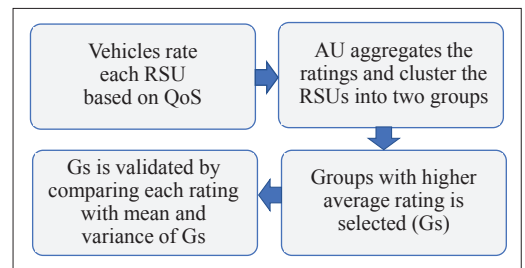 Vehicles rate
each RSU
based on QoS
AU aggregates the
ratings and cluster the
RSUs into two groups
Groups with higher
average rating is
selected (Gs)
Gs is validated by
comparing each rating
with mean and
variance of Gs